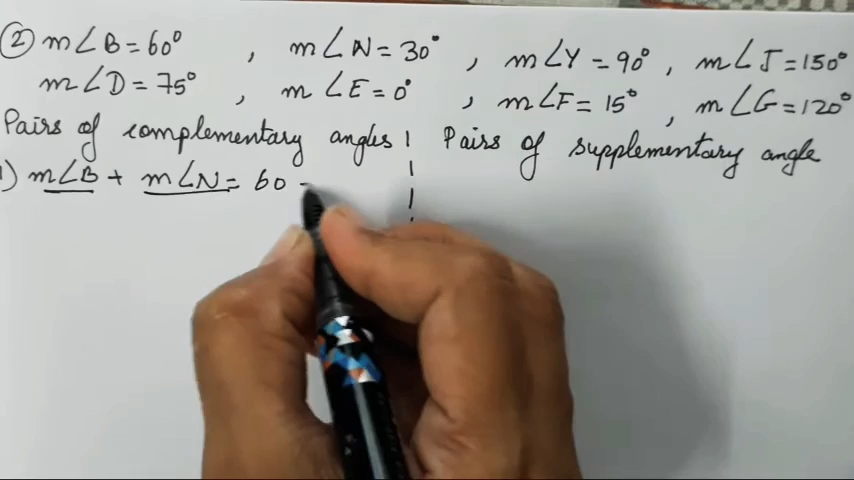 ② m∠B = 60° , m∠N = 30° , m∠Y = 90° , m∠J = 150°
m∠D = 75° , m∠E = 0° , m∠F = 15° , m∠G = 120°
Pairs of complementary angles Pairs of supplementary angle
1) m∠B + m∠N = 60